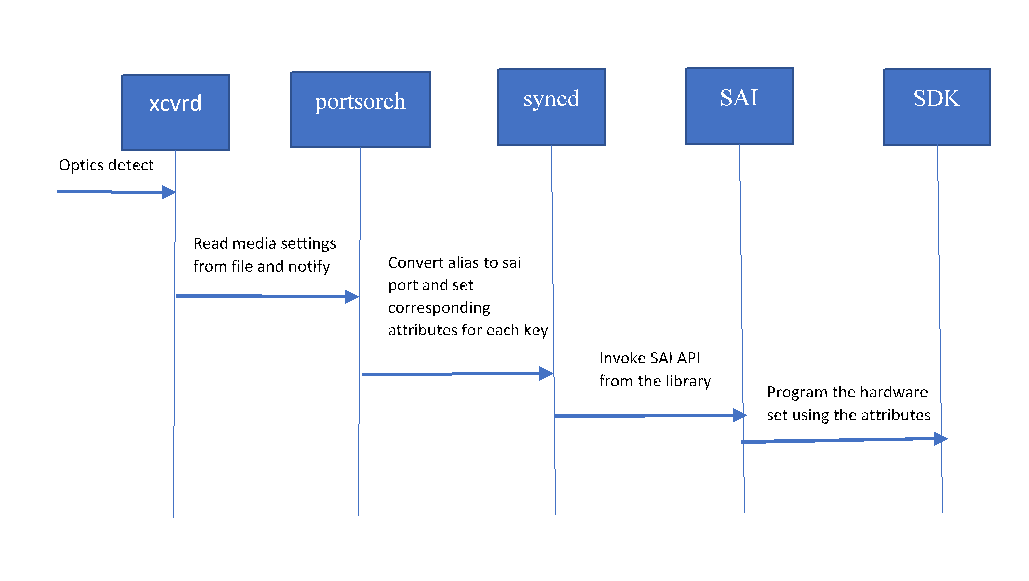 xcvrd
portsorch
syncd
SAI
SDK
Optics detect
Read media settings
from file and notify
Convert alias to sai
port and set
corresponding
attributes for each key
Invoke SAI API
from the library
Program the hardware
set using the attributes